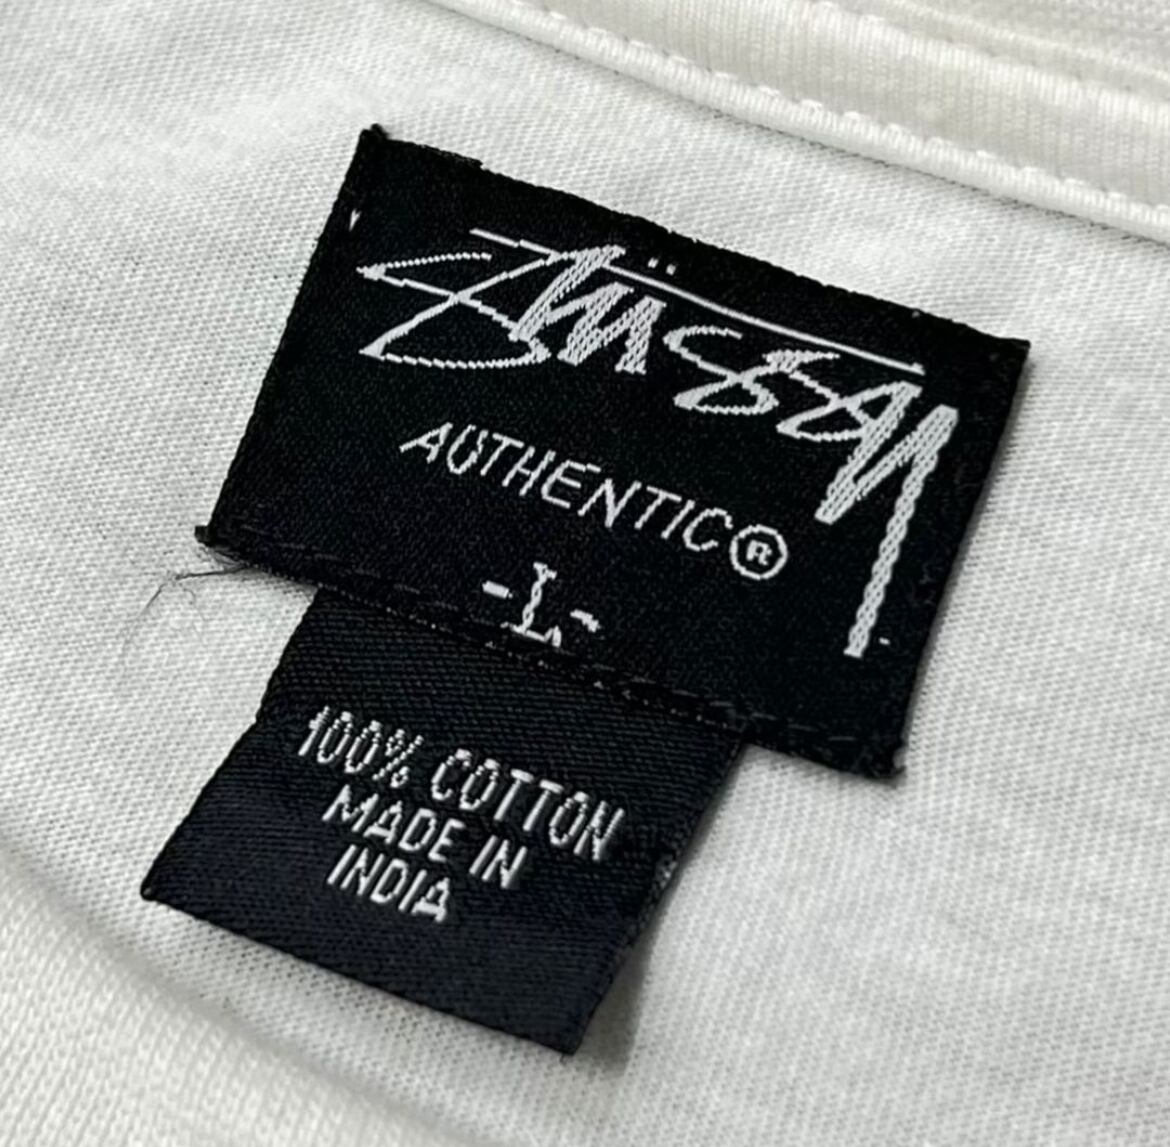 Stüssy
AUTHENTIC®
-L-
100% COTTON
MADE IN
INDIA